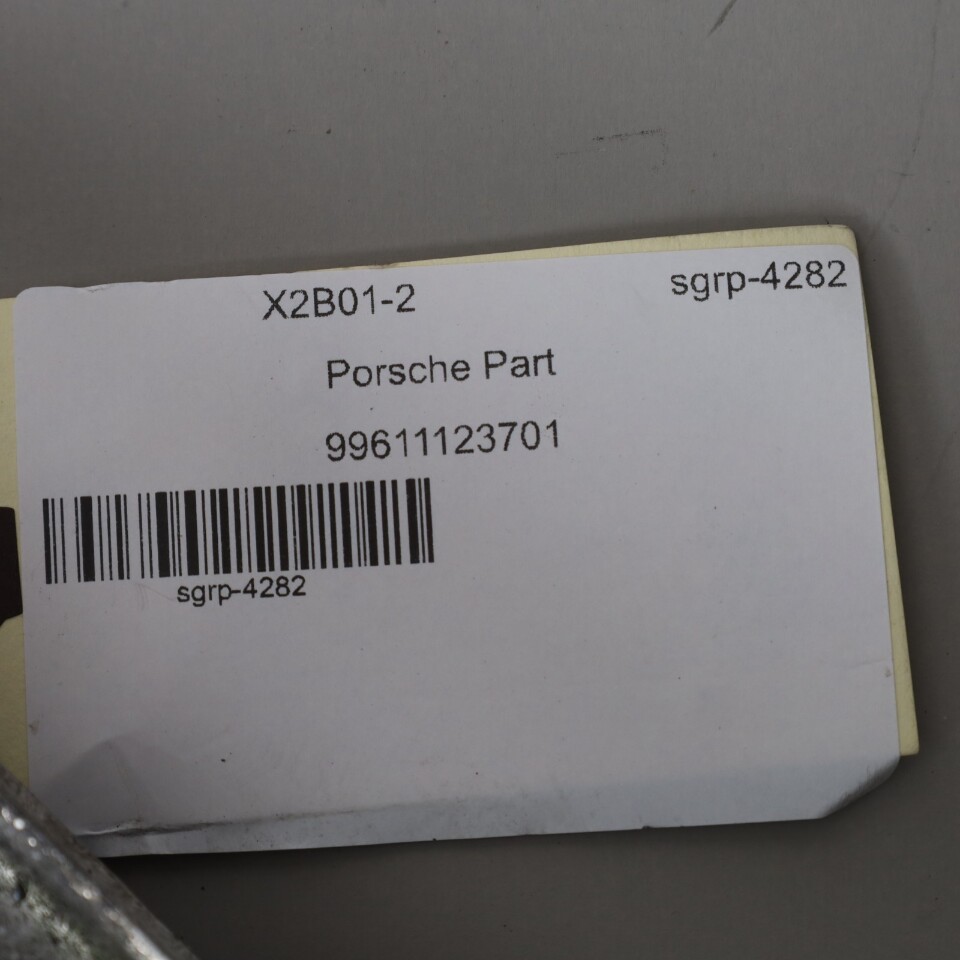 X2B01-2
sgrp-4282
Porsche Part
99611123701
sgrp-4282